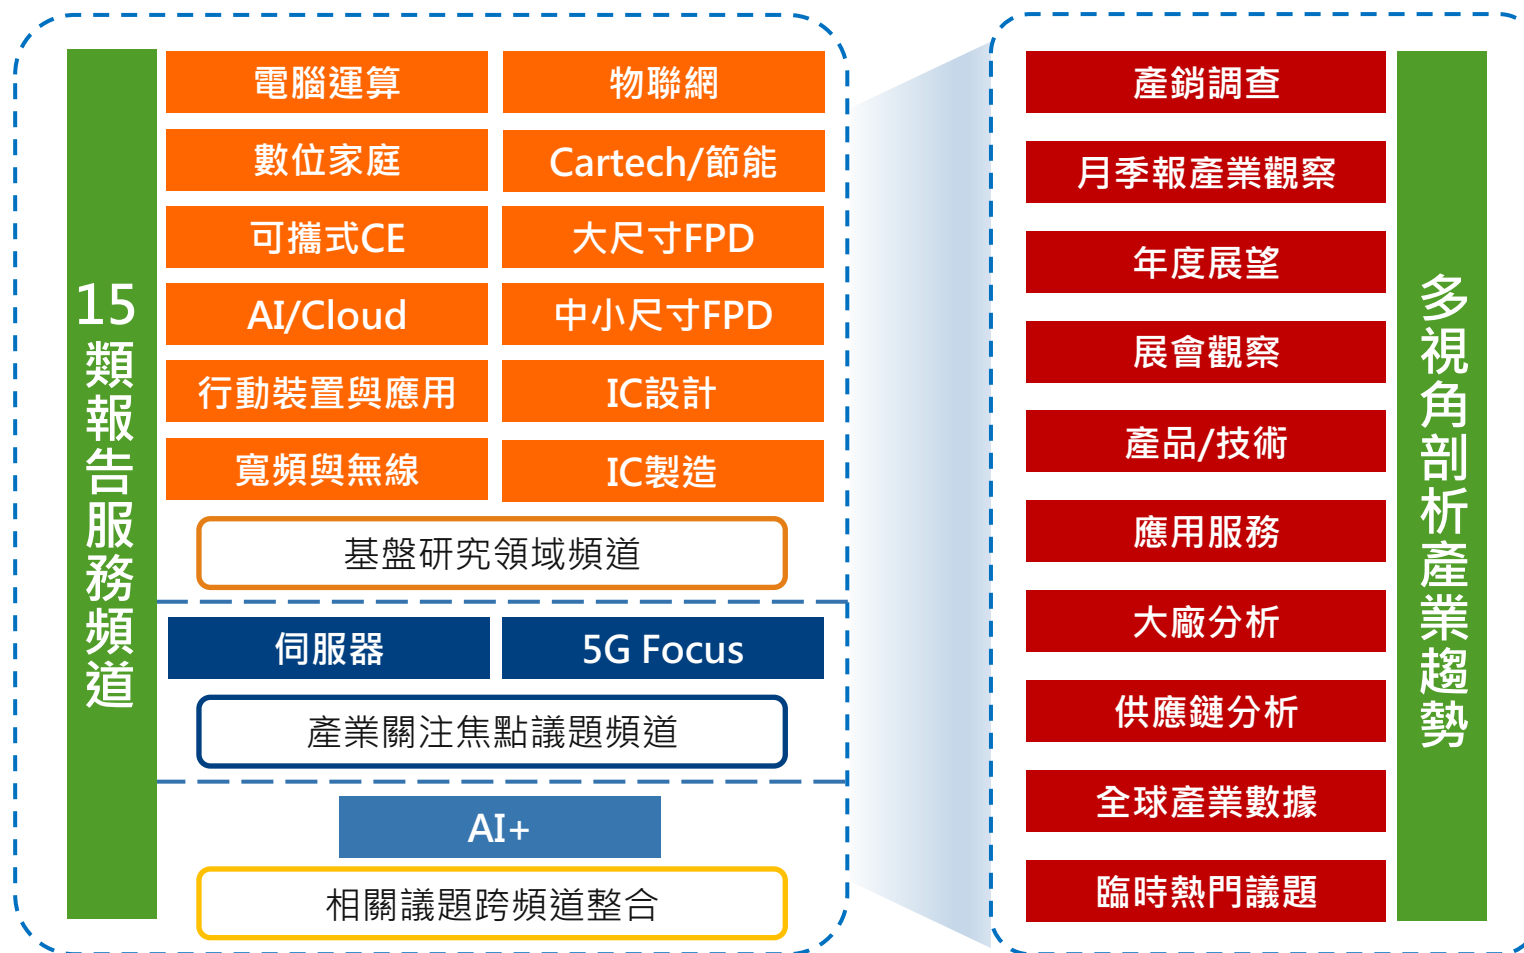 15類報告服務頻道
電腦運算
物聯網
數位家庭
Cartech/節能
可攜式CE
大尺寸FPD
AI/Cloud
中小尺寸FPD
行動裝置與應用
IC設計
寬頻與無線
IC製造
基盤研究領域頻道
伺服器
5G Focus
產業關注焦點議題頻道
AI+
相關議題跨頻道整合
產銷調查
月季報產業觀察
年度展望
展會觀察
產品/技術
應用服務
大廠分析
供應鏈分析
全球產業數據
臨時熱門議題
多視角剖析產業趨勢